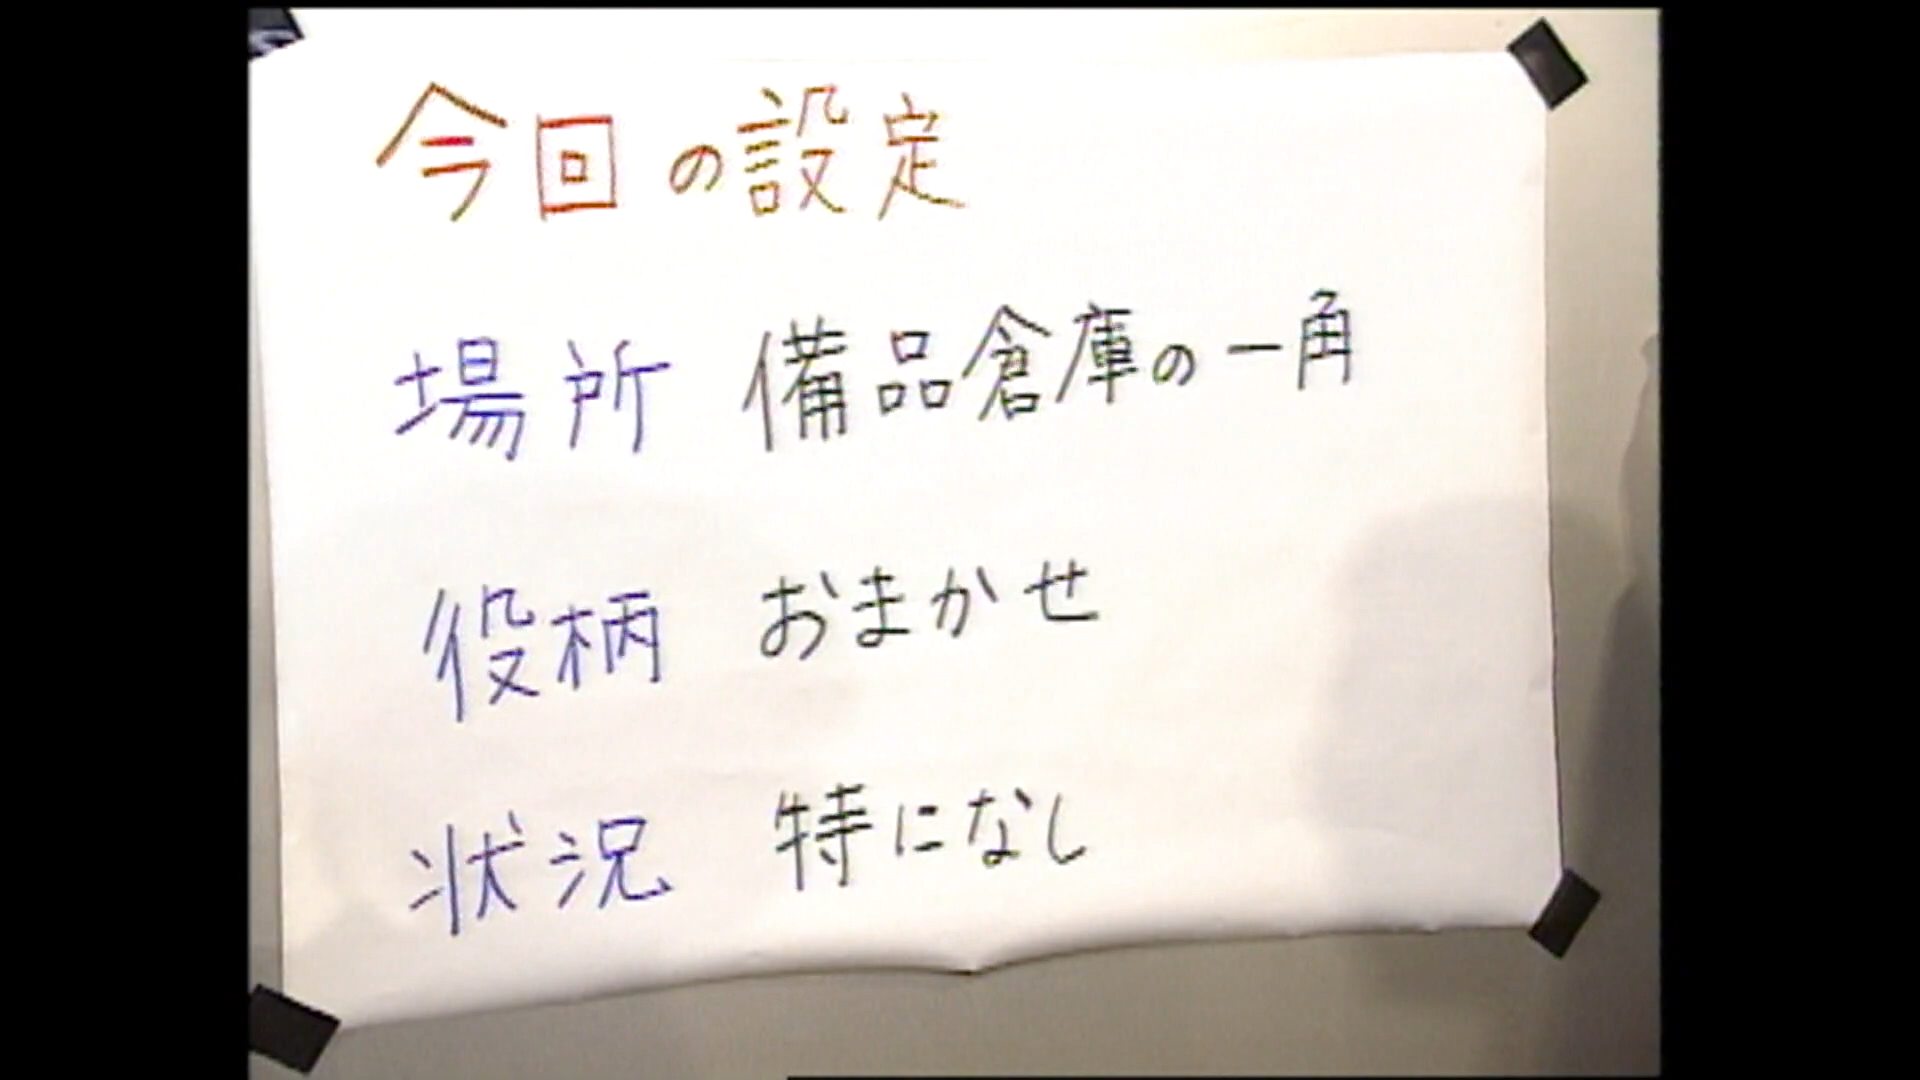 今回の設定
場所 備品倉庫の一角
役柄 おまかせ
状況 特になし